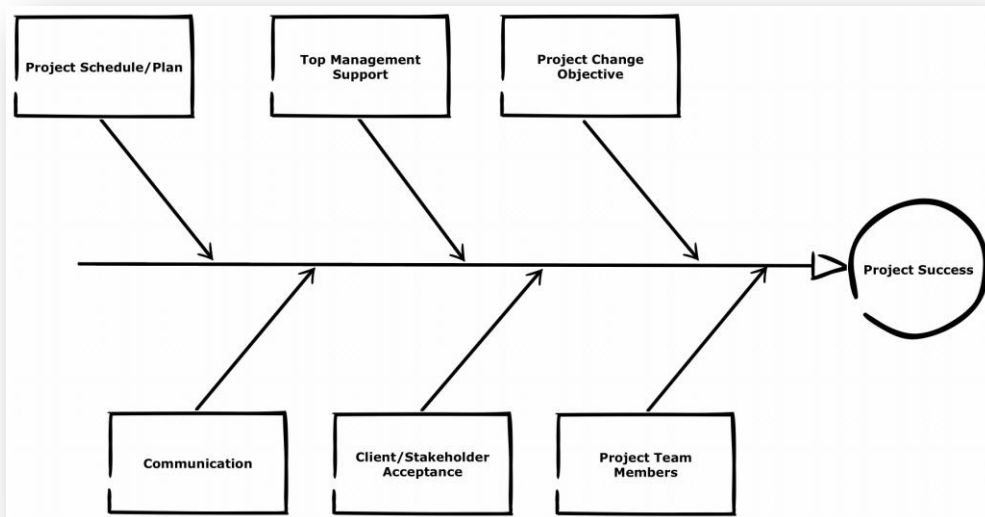 Project Schedule/Plan
Top Management
Support
Project Change
Objective
Project Success
Communication
Client/Stakeholder
Acceptance
Project Team
Members